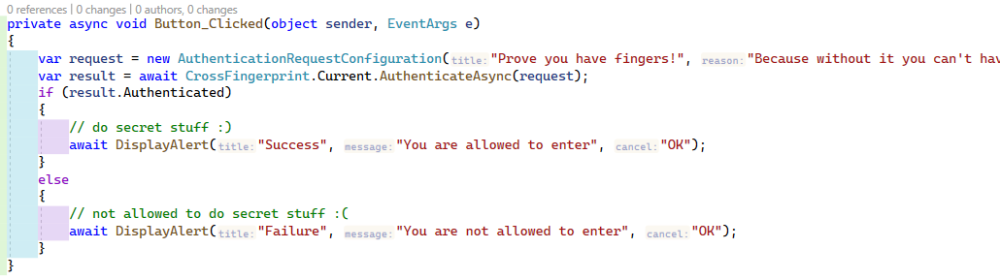 0 references | 0 changes | 0 authors, 0 changes
private async void Button_Clicked(object sender, EventArgs e)
{
var request = new AuthenticationRequestConfiguration(title: "Prove you have fingers!", reason: "Because without it you can't hav
var result = await CrossFingerprint.Current.AuthenticateAsync(request);
if (result.Authenticated)
{
// do secret stuff :)
await DisplayAlert(title: "Success", message: "You are allowed to enter", cancel: "OK");
}
else
{
// not allowed to do secret stuff :(
await DisplayAlert(title: "Failure", message: "You are not allowed to enter", cancel: "OK");
}
}